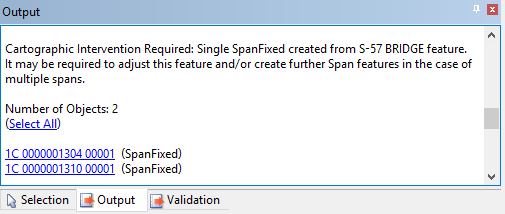 Output
Cartographic Intervention Required: Single SpanFixed created from S-57 BRIDGE feature.
It may be required to adjust this feature and/or create further Span features in the case of
multiple spans.
Number of Objects: 2
(Select All)
1C 0000001304 00001 (SpanFixed)
1C 0000001310 00001 (SpanFixed)
Selection Output Validation